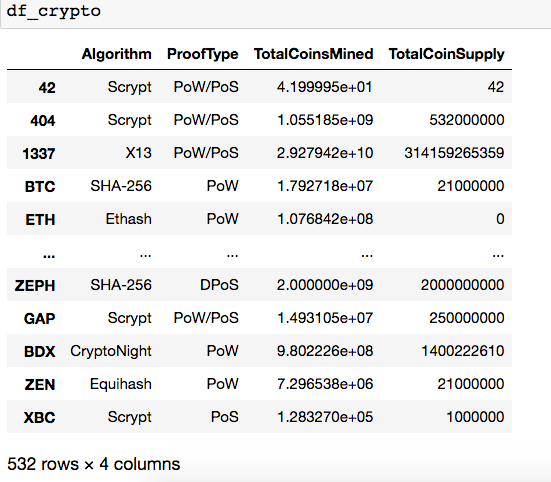 df_crypto
Algorithm ProofType TotalCoinsMined TotalCoinSupply
42 Scrypt PoW/PoS 4.199995e+01 42
404 Scrypt PoW/PoS 1.055185e+09 532000000
1337 X13 PoW/PoS 2.927942e+10 314159265359
BTC SHA-256 PoW 1.792718e+07 21000000
ETH Ethash PoW 1.076842e+08 0
... ... ... ... ...
ZEPH SHA-256 DPoS 2.000000e+09 2000000000
GAP Scrypt PoW/PoS 1.493105e+07 250000000
BDX CryptoNight PoW 9.802226e+08 1400222610
ZEN Equihash PoW 7.296538e+06 21000000
XBC Scrypt PoS 1.283270e+05 1000000
532 rows × 4 columns